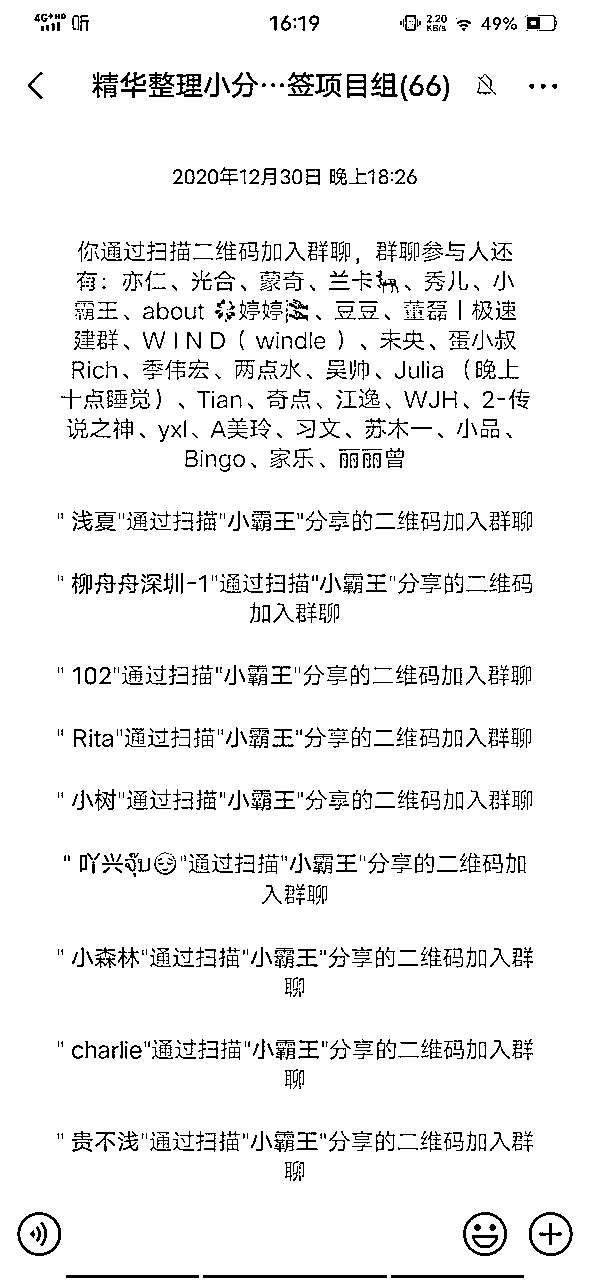 4G+HD 听 16:19 2.20 KB/s 49%
精华整理小分…签项目组(66)
2020年12月30日 晚上18:26
你通过扫描二维码加入群聊，群聊参与人还
有：亦仁、光合、蒙奇、兰卡🐆、秀儿、小
霸王、about 婷婷、豆豆、董磊丨极速
建群、W I N D（ windle ）、未央、蛋小叔
Rich、季伟宏、两点水、吴帅、Julia （晚上
十点睡觉）、Tian、奇点、江逸、WJH、2-传
说之神、yxl、A美玲、习文、苏木一、小品、
Bingo、家乐、丽丽曾
" 浅夏"通过扫描"小霸王"分享的二维码加入群聊
" 柳舟舟深圳-1"通过扫描"小霸王"分享的二维码
加入群聊
" 102"通过扫描"小霸王"分享的二维码加入群聊
" Rita"通过扫描"小霸王"分享的二维码加入群聊
" 小树"通过扫描"小霸王"分享的二维码加入群聊
" 吖兴จุ๊บ😏"通过扫描"小霸王"分享的二维码加
入群聊
" 小森林"通过扫描"小霸王"分享的二维码加入群
聊
" charlie"通过扫描"小霸王"分享的二维码加入群
聊
" 贵不浅"通过扫描"小霸王"分享的二维码加入群
聊